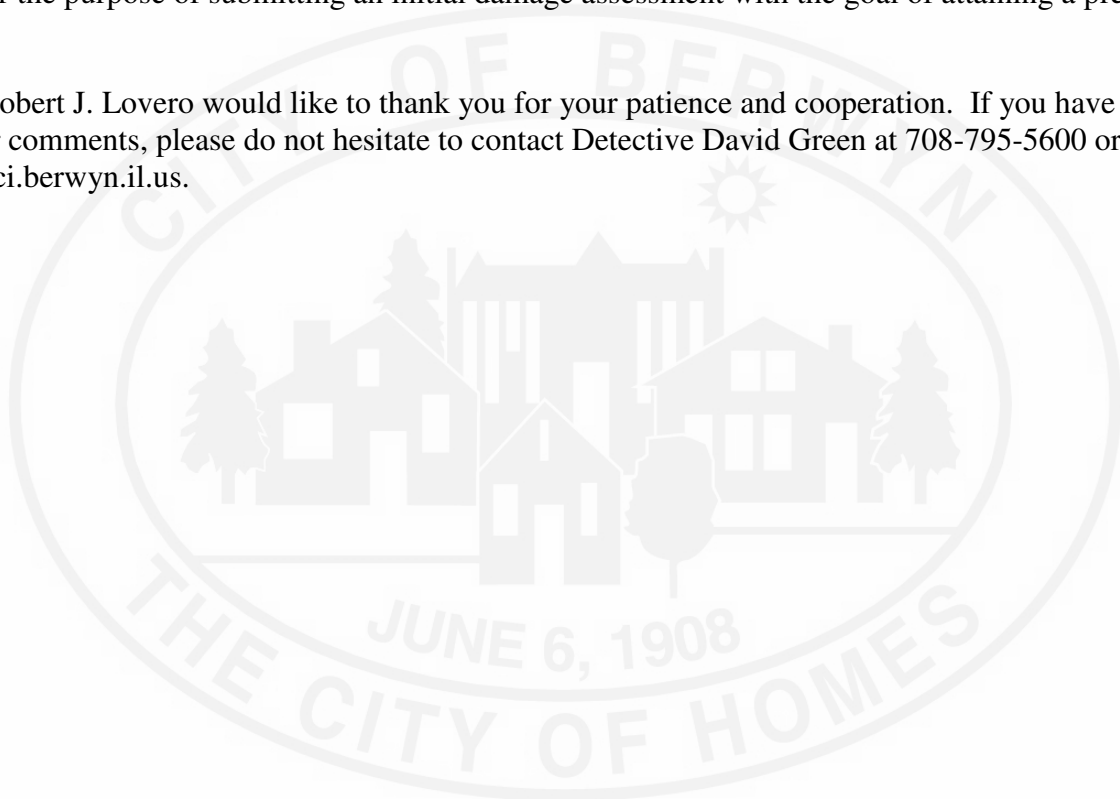 the purpose of submitting an initial damage assessment with the goal of attaining a
obert J. Lovero would like to thank you for your patience and cooperation.  If you have
comments, please do not hesitate to contact Detective David Green at 708-795-5600 or
ci.berwyn.il.us.
CITY OF BERWYN
JUNE 6, 1908
THE CITY OF HOMES